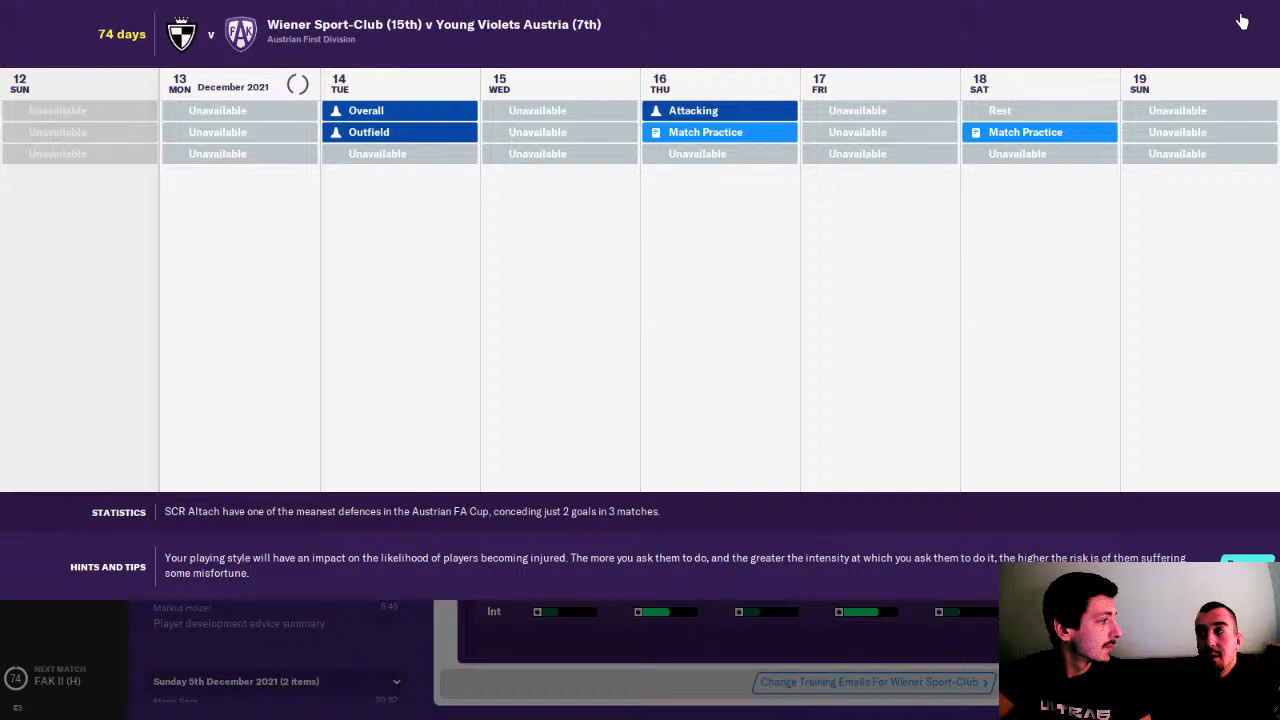 74 days
v
FAK
Wiener Sport-Club (15th) v Young Violets Austria (7th)
Austrian First Division
12
SUN
13
MON December 2021
14
TUE
15
WED
16
THU
17
FRI
18
SAT
19
SUN
Unavailable Unavailable Overall Unavailable Attacking Unavailable Rest Unavailable
Unavailable Unavailable Outfield Unavailable Match Practice Unavailable Match Practice Unavailable
Unavailable Unavailable Unavailable Unavailable Unavailable Unavailable Unavailable Unavailable
STATISTICS SCR Altach have one of the meanest defences in the Austrian FA Cup, conceding just 2 goals in 3 matches.
HINTS AND TIPS Your playing style will have an impact on the likelihood of players becoming injured. The more you ask them to do, and the greater the intensity at which you ask them to do it, the higher the risk is of them suffering
some misfortune.
Markus Holzer
Player development advice summary
Int
74 NEXT MATCH
FAK II (H)
Sunday 5th December 2021 (2 items)
Change Training Emails For Wiener Sport-Club
ULTRAS